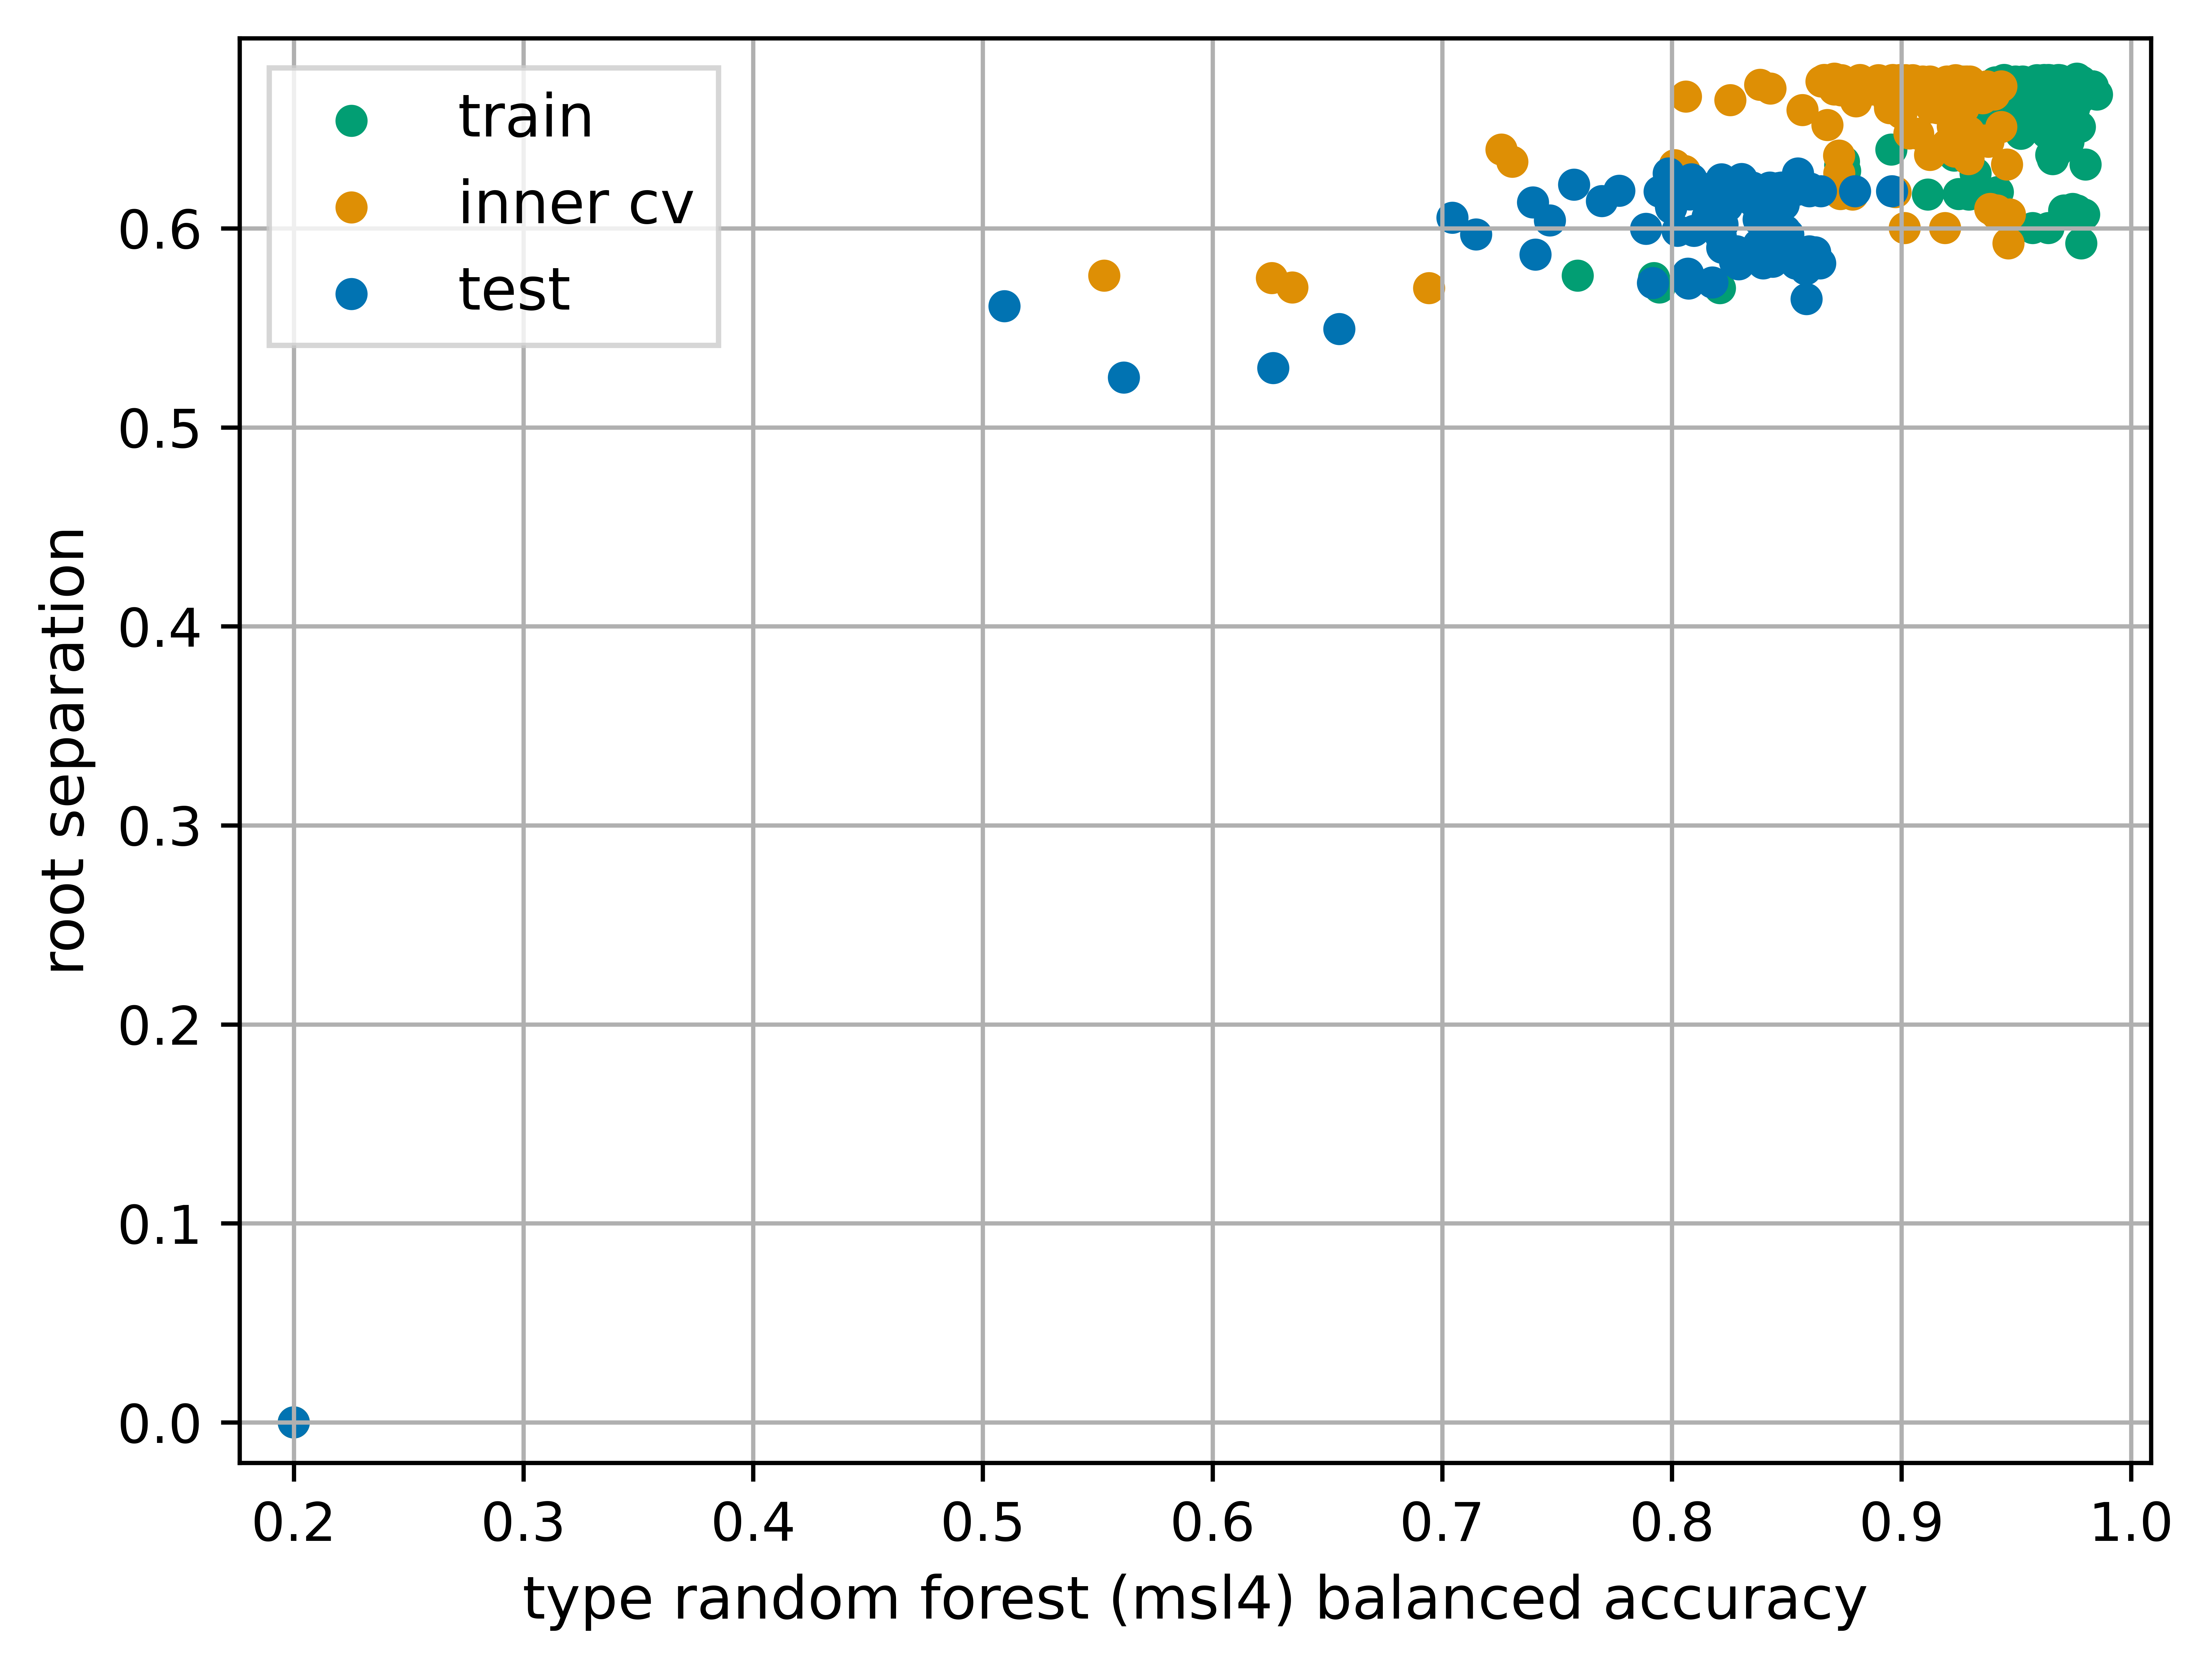 train
inner cv
test
root separation
0.6
0.5
0.4
0.3
0.2
0.1
0.0
0.2 0.3 0.4 0.5 0.6 0.7 0.8 0.9 1.0
type random forest (msl4) balanced accuracy